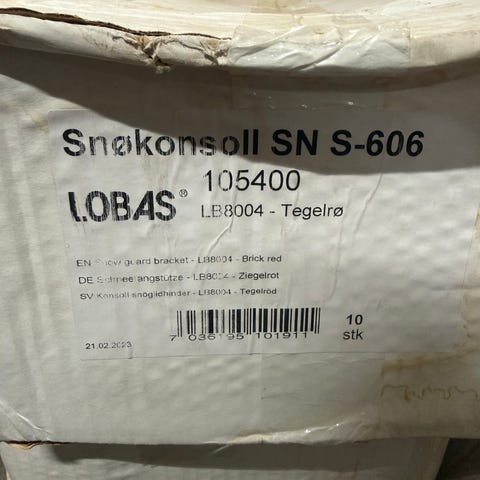 Snøkonsoll SN S-606
105400
LOBAS®
LB8004 - Tegelrø
EN Snow guard bracket - LB8004 - Brick red
DE Schneefangstütze - LB8004 - Ziegelrot
SV Konsoll snöglidhinder - LB8004 - Tegelröd
10
stk
21.02.2023
7 036195 101911